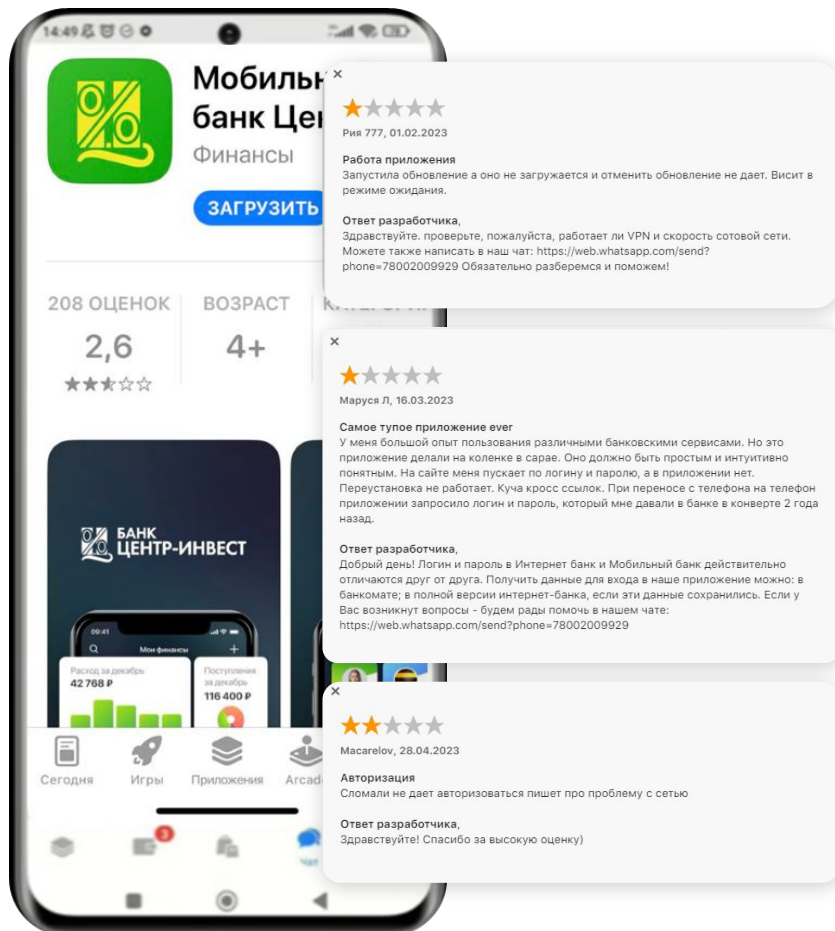 14:49
Мобильн
банк Цен
Финансы
ЗАГРУЗИТЬ
208 ОЦЕНОК
ВОЗРАСТ
2,6
4+
БАНК
ЦЕНТР-ИНВЕСТ
09:41
Мои финансы
Расход за декабрь
42 768 ₽
Поступления
за декабрь
116 400 ₽
Сегодня
Игры
Приложения
Arcad
3
Чат
Рия 777, 01.02.2023
Работа приложения
Запустила обновление а оно не загружается и отменить обновление не дает. Висит в
режиме ожидания.
Ответ разработчика,
Здравствуйте. проверьте, пожалуйста, работает ли VPN и скорость сотовой сети.
Можете также написать в наш чат: https://web.whatsapp.com/send?
phone=78002009929 Обязательно разберемся и поможем!
Маруся Л, 16.03.2023
Самое тупое приложение ever
У меня большой опыт пользования различными банковскими сервисами. Но это
приложение делали на коленке в сарае. Оно должно быть простым и интуитивно
понятным. На сайте меня пускает по логину и паролю, а в приложении нет.
Переустановка не работает. Куча кросс ссылок. При переносе с телефона на телефон
приложении запросило логин и пароль, который мне давали в банке в конверте 2 года
назад.
Ответ разработчика,
Добрый день! Логин и пароль в Интернет банк и Мобильный банк действительно
отличаются друг от друга. Получить данные для входа в наше приложение можно: в
банкомате; в полной версии интернет-банка, если эти данные сохранились. Если у
Вас возникнут вопросы - будем рады помочь в нашем чате:
https://web.whatsapp.com/send?phone=78002009929
Macarelov, 28.04.2023
Авторизация
Сломали не дает авторизоваться пишет про проблему с сетью
Ответ разработчика,
Здравствуйте! Спасибо за высокую оценку)